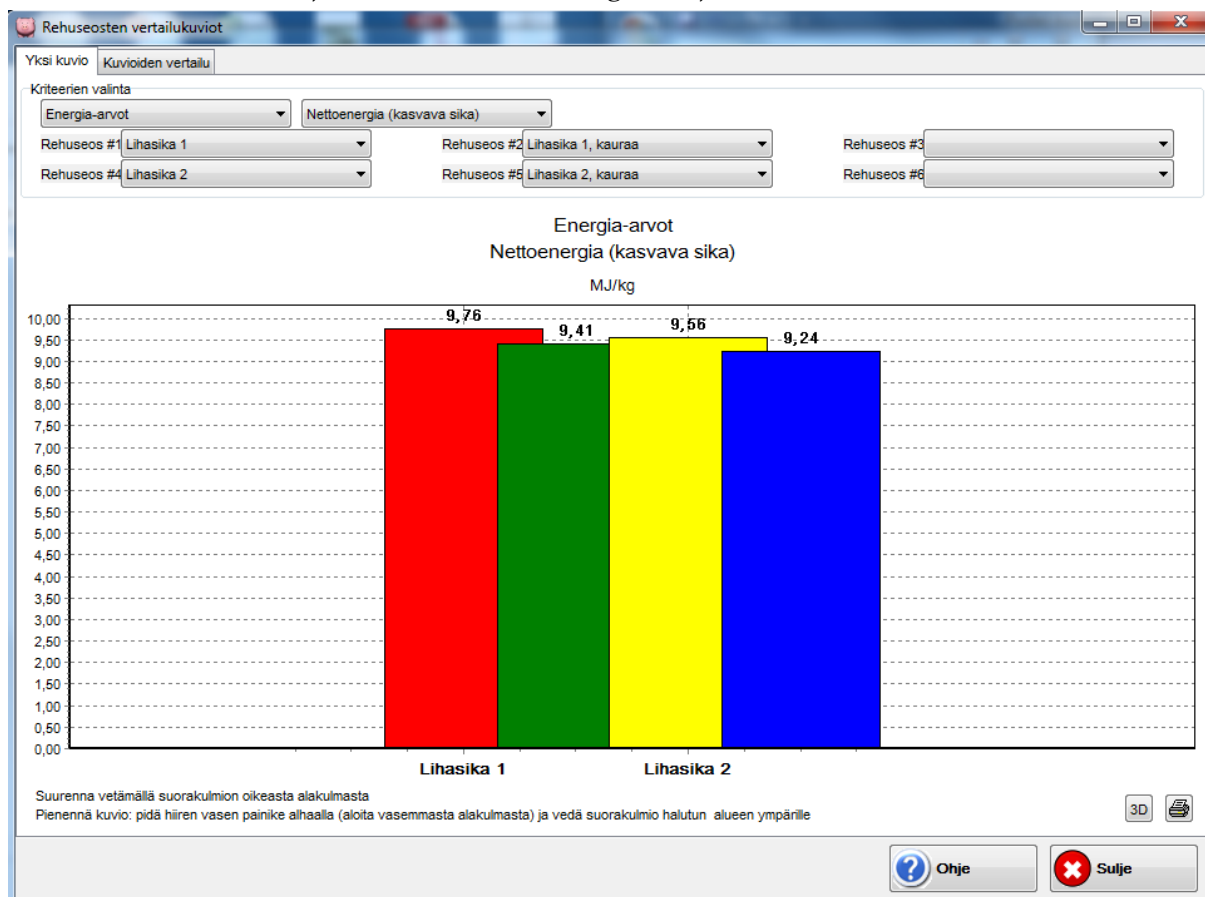 Rehuseosten vertailukuviot
Yksi kuvio Kuvioiden vertailu
Kriteerien valinta
Energia-arvot Nettoenergia (kasvava sika)
Rehuseos #1 Lihasika 1 Rehuseos #2 Lihasika 1, kauraa Rehuseos #3
Rehuseos #4 Lihasika 2 Rehuseos #5 Lihasika 2, kauraa Rehuseos #6
Energia-arvot
Nettoenergia (kasvava sika)
MJ/kg
9,76
9,41
9,56
9,24
10,00
9,50
9,00
8,50
8,00
7,50
7,00
6,50
6,00
5,50
5,00
4,50
4,00
3,50
3,00
2,50
2,00
1,50
1,00
0,50
0,00
Lihasika 1 Lihasika 2
Suurenna vetämällä suorakulmion oikeasta alakulmasta
Pienennä kuvio: pidä hiiren vasen painike alhaalla (aloita vasemmasta alakulmasta) ja vedä suorakulmio halutun alueen ympärille
3D
Ohje Sulje